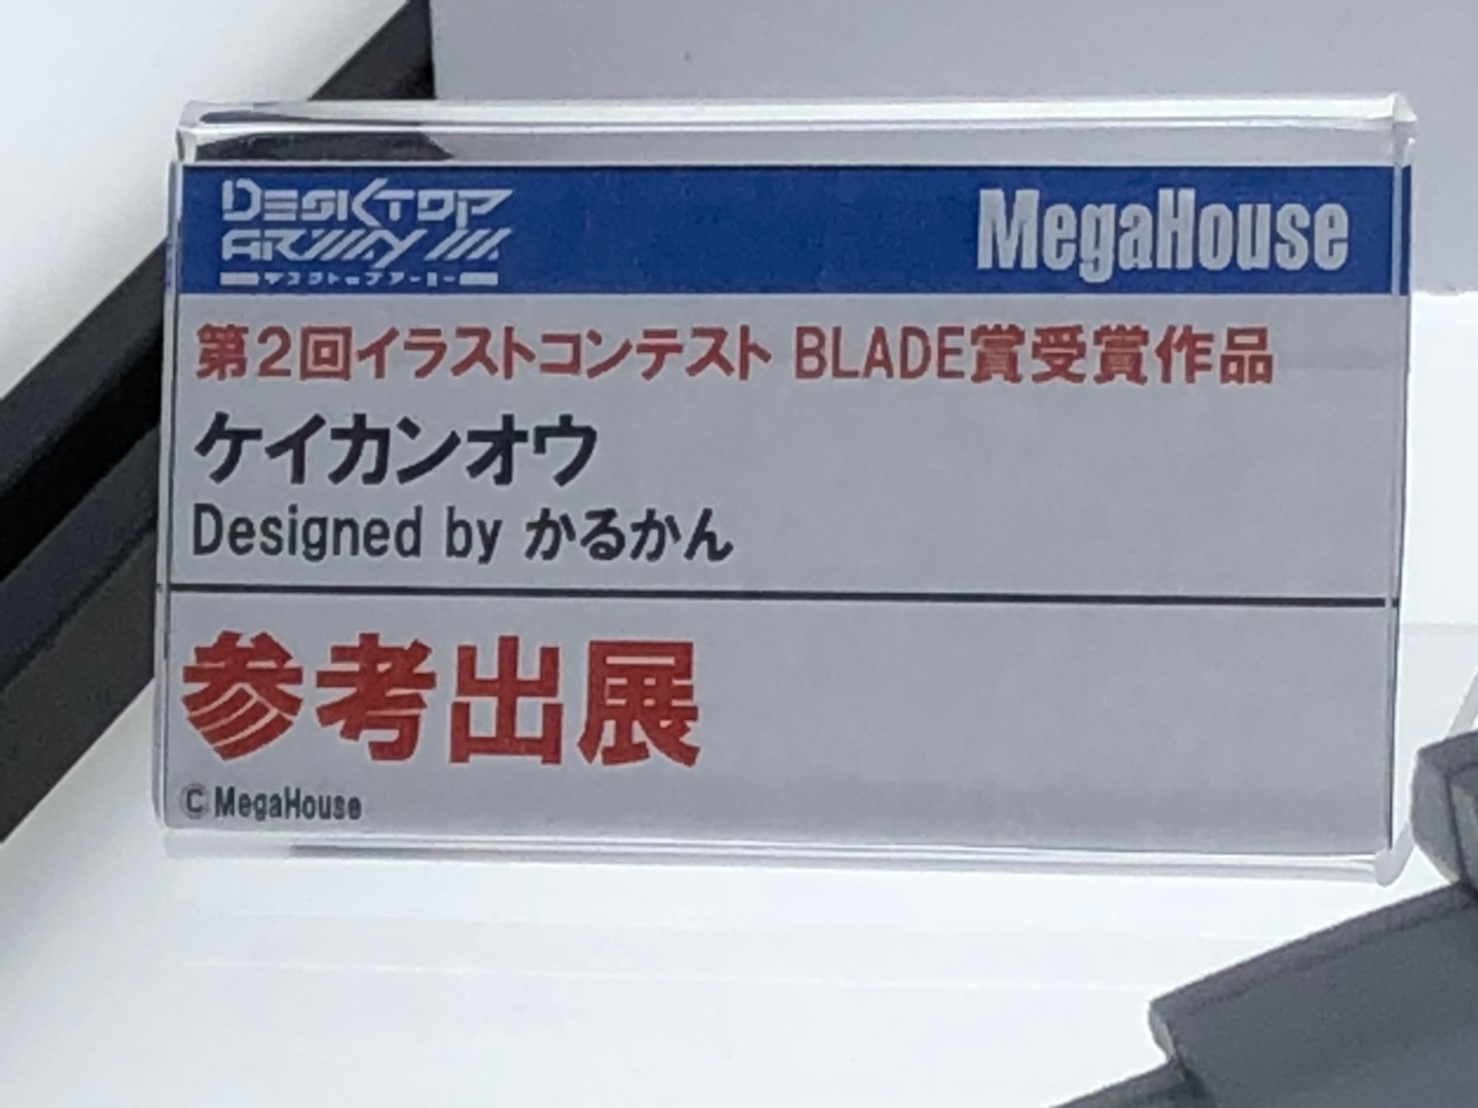 DESKTOP
ARMY
デスクトップアーミー
MegaHouse
第2回イラストコンテスト BLADE賞受賞作品
ケイカンオウ
Designed by かるかん
参考出展
©MegaHouse